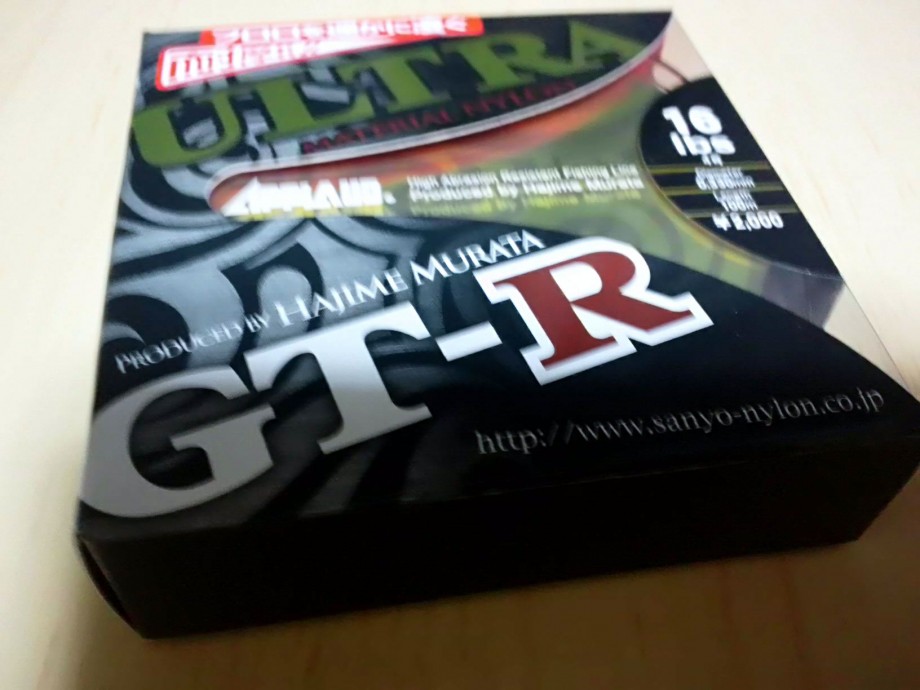 ULTRA
MATERIAL NYLON
16
lbs
APPLAUD
High Abrasion Resistant Fishing Line
Produced by Hajime Murata
100m
¥2,000
PRODUCED BY HAJIME MURATA
GT-R
http://www.sanyo-nylon.co.jp